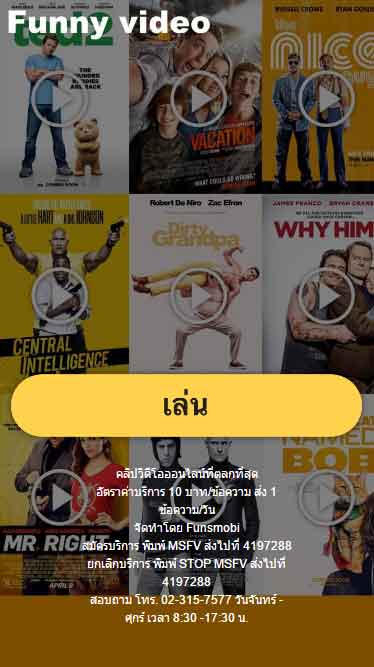 Funny video
ted2
THE THUNDER BUDDIES ARE BACK
COMING SOON
VACATION
WHAT COULD GO WRONG?
RUSSELL CROWE RYAN GOSLING
the nice guys
A LITTLE HART A BIG JOHNSON
CENTRAL INTELLIGENCE
Robert De Niro Zac Efron
Dirty Grandpa
JAMES FRANCO BRYAN CRANS
WHY HIM
เล่น
คลิปวิดีโอออนไลน์ที่ตลกที่สุด
อัตราค่าบริการ 10 บาท/ข้อความ ส่ง 1
ข้อความ/วัน
จัดทำโดย Funsmobi
สมัครบริการ พิมพ์ MSFV ส่งไปที่ 4197288
ยกเลิกบริการ พิมพ์ STOP MSFV ส่งไปที่
4197288
สอบถาม โทร. 02-315-7577 วันจันทร์ -
ศุกร์ เวลา 8:30 -17:30 น.
MR. RIGHT
NAMED
BOB